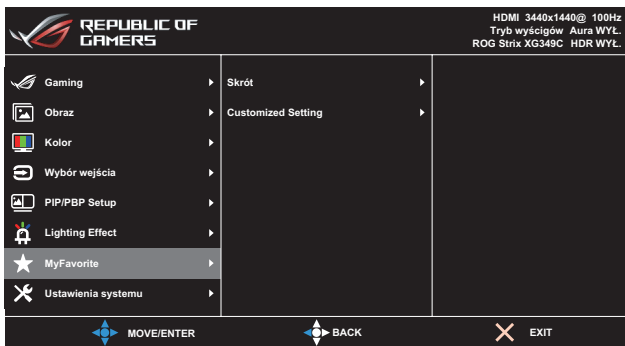 REPUBLIC OF
GAMERS
HDMI 3440x1440@ 100Hz
Tryb wyścigów Aura WYŁ.
ROG Strix XG349C HDR WYŁ.
Gaming
Obraz
Kolor
Wybór wejścia
PIP/PBP Setup
Lighting Effect
MyFavorite
Ustawienia systemu
Skrót
Customized Setting
MOVE/ENTER
BACK
EXIT